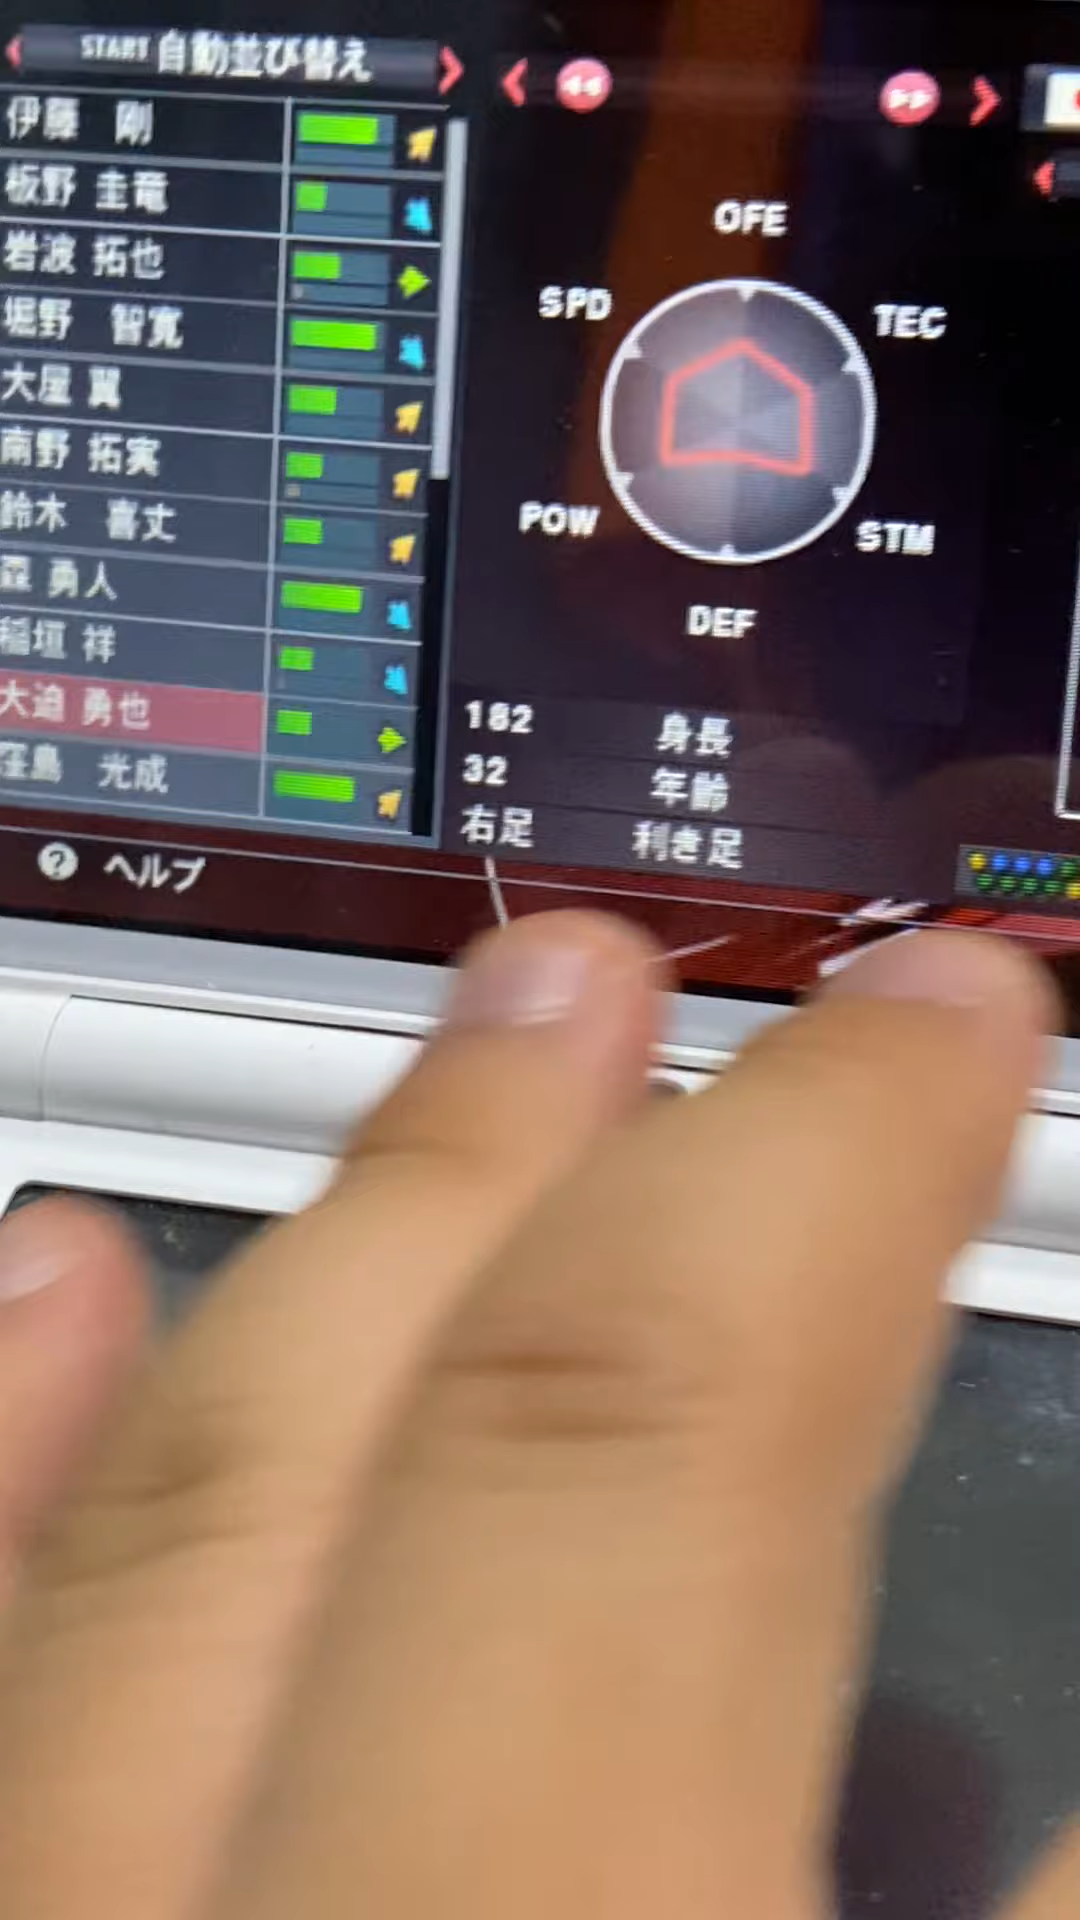 START 自動並び替え
伊藤　剛
板野 圭竜
岩波 拓也
堀野　智寛
大屋 翼
南野 拓実
鈴木　喜丈
森 勇人
稲垣 祥
大迫 勇也
窪島　光成
OFE
SPD
TEC
POW
STM
DEF
182 身長
32 年齢
右足 利き足
? ヘルプ